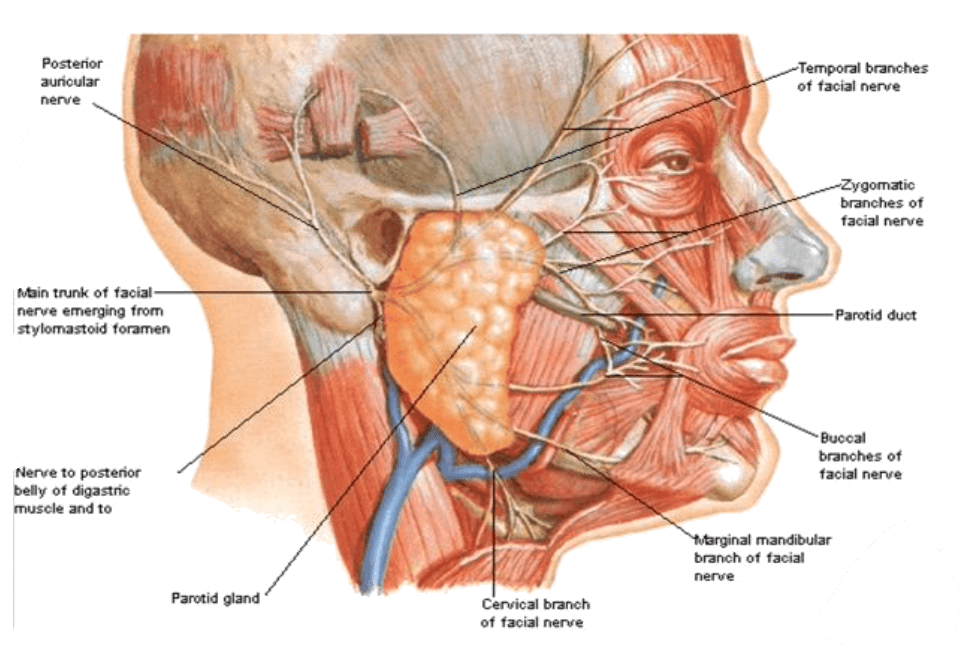 Posterior
auricular
nerve
Temporal branches
of facial nerve
Zygomatic
branches of
facial nerve
Main trunk of facial
nerve emerging from
stylomastoid foramen
Parotid duct
Buccal
branches of
facial nerve
Nerve to posterior
belly of digastric
muscle and to
Marginal mandibular
branch of facial
nerve
Parotid gland
Cervical branch
of facial nerve